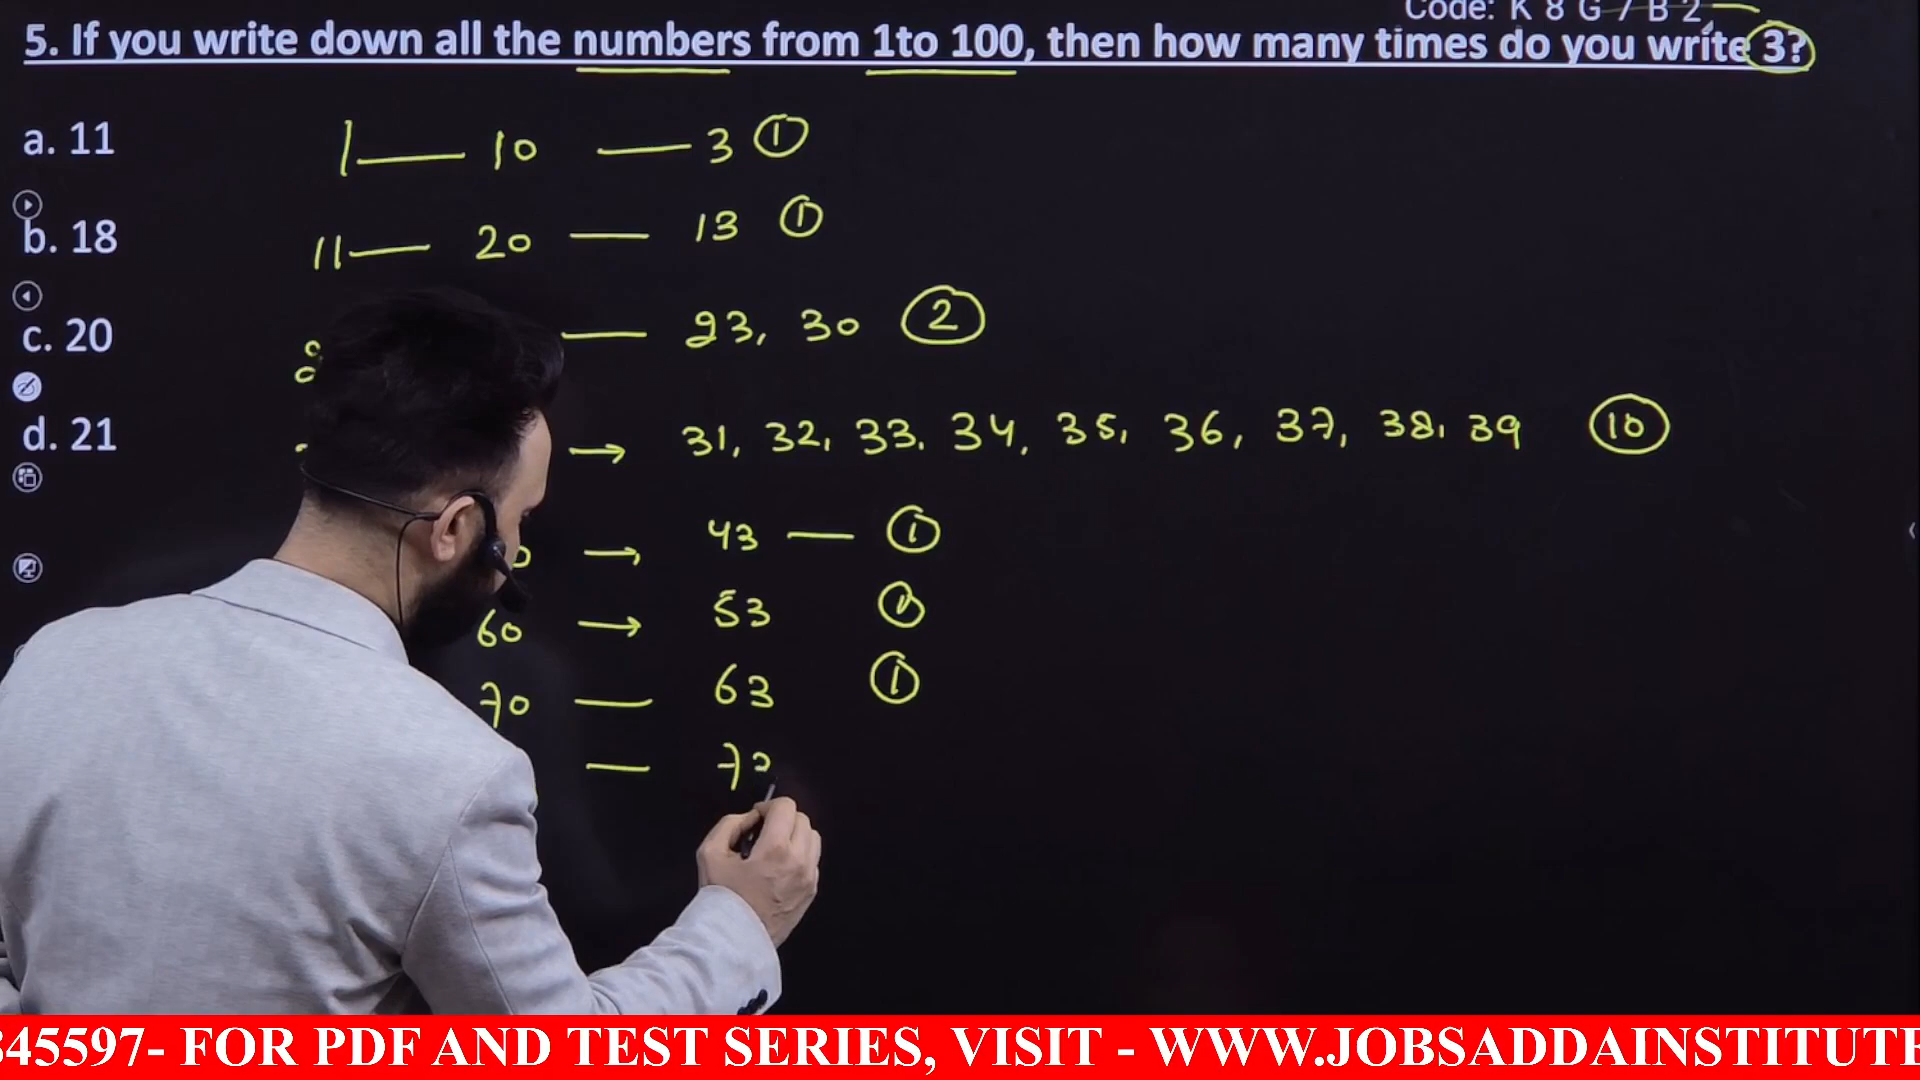 Code: K 8 G 7 B 2
5. If you write down all the numbers from 1to 100, then how many times do you write 3?
a. 11
1 — 10 — 3 1
b. 18
11 — 20 — 13 1
c. 20
— 23, 30 2
d. 21
→ 31, 32, 33, 34, 35, 36, 37, 38, 39 10
→ 43 — 1
60 → 53 1
70 — 63 1
— 7
345597- FOR PDF AND TEST SERIES, VISIT - WWW.JOBSADDAINSTITUTE